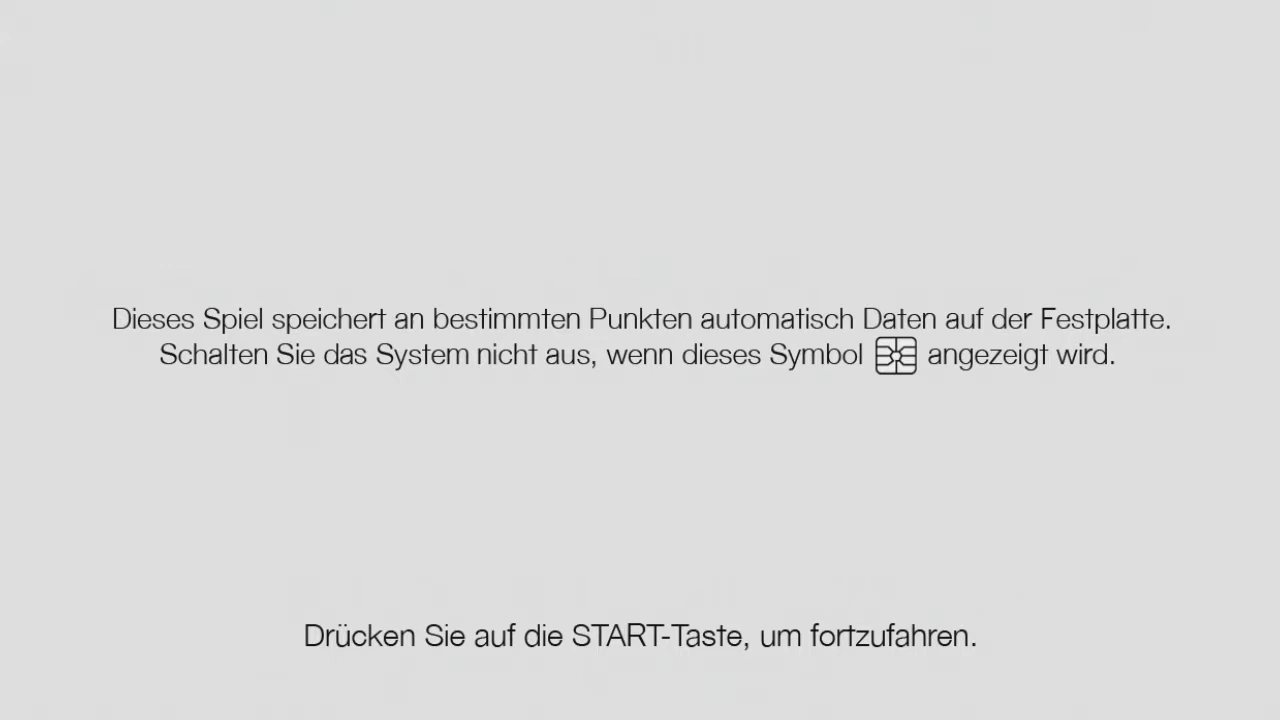 Dieses Spiel speichert an bestimmten Punkten automatisch Daten auf der Festplatte.
Schalten Sie das System nicht aus, wenn dieses Symbol angezeigt wird.
Drücken Sie auf die START-Taste, um fortzufahren.